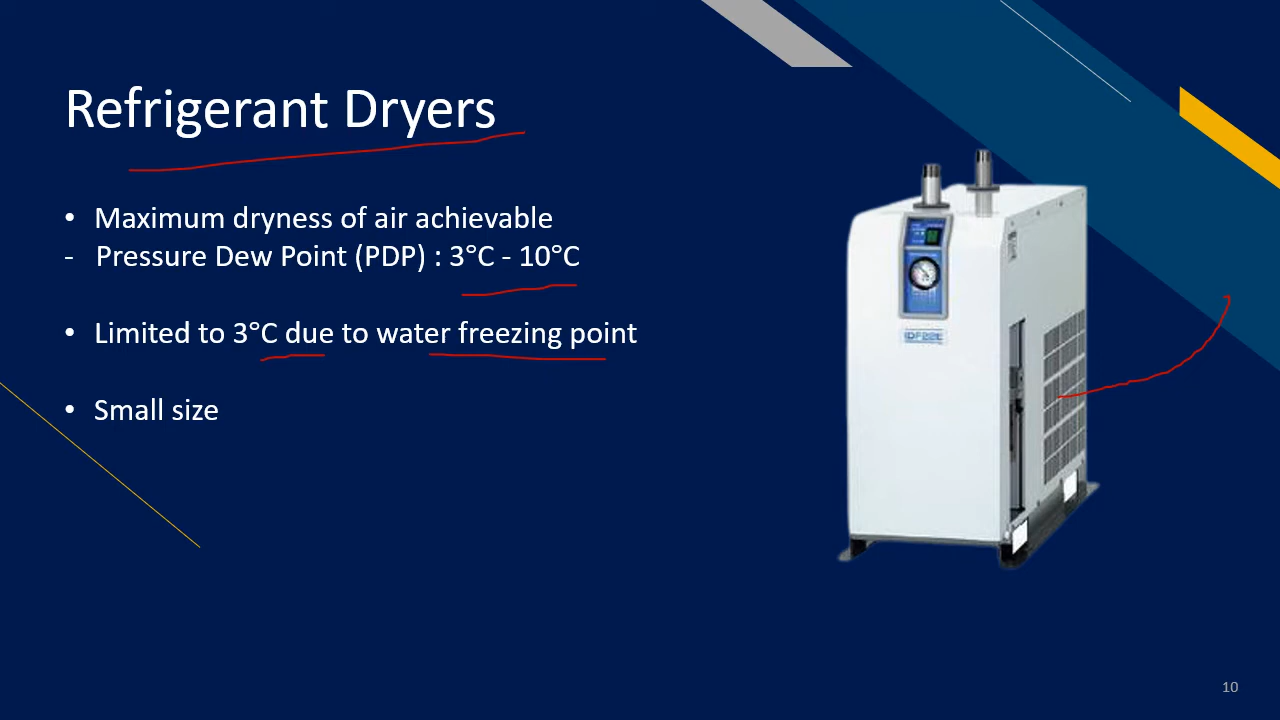 Refrigerant Dryers
• Maximum dryness of air achievable
- Pressure Dew Point (PDP) : 3°C - 10°C
• Limited to 3°C due to water freezing point
• Small size
IDF22E
10